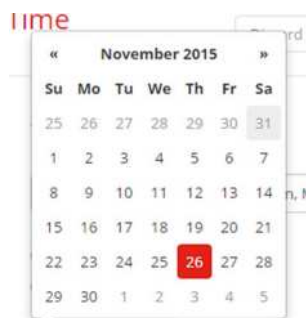 Time
« November 2015 »
Su Mo Tu We Th Fr Sa
25 26 27 28 29 30 31
1 2 3 4 5 6 7
8 9 10 11 12 13 14
15 16 17 18 19 20 21
22 23 24 25 26 27 28
29 30 1 2 3 4 5